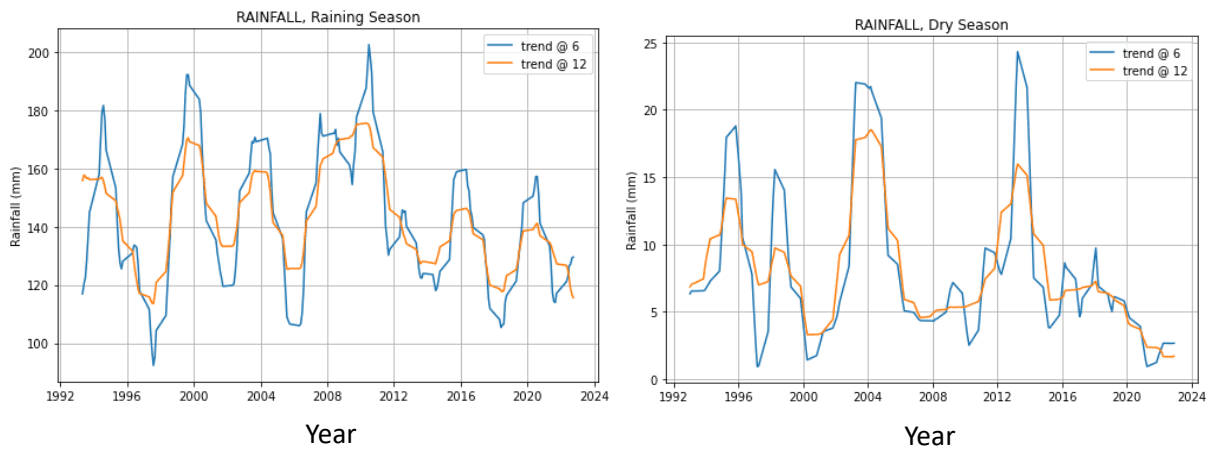 RAINFALL, Raining Season
trend @ 6
trend @ 12
Rainfall (mm)
200
180
160
140
120
100
1992 1996 2000 2004 2008 2012 2016 2020 2024
Year
RAINFALL, Dry Season
trend @ 6
trend @ 12
Rainfall (mm)
25
20
15
10
5
0
1992 1996 2000 2004 2008 2012 2016 2020 2024
Year